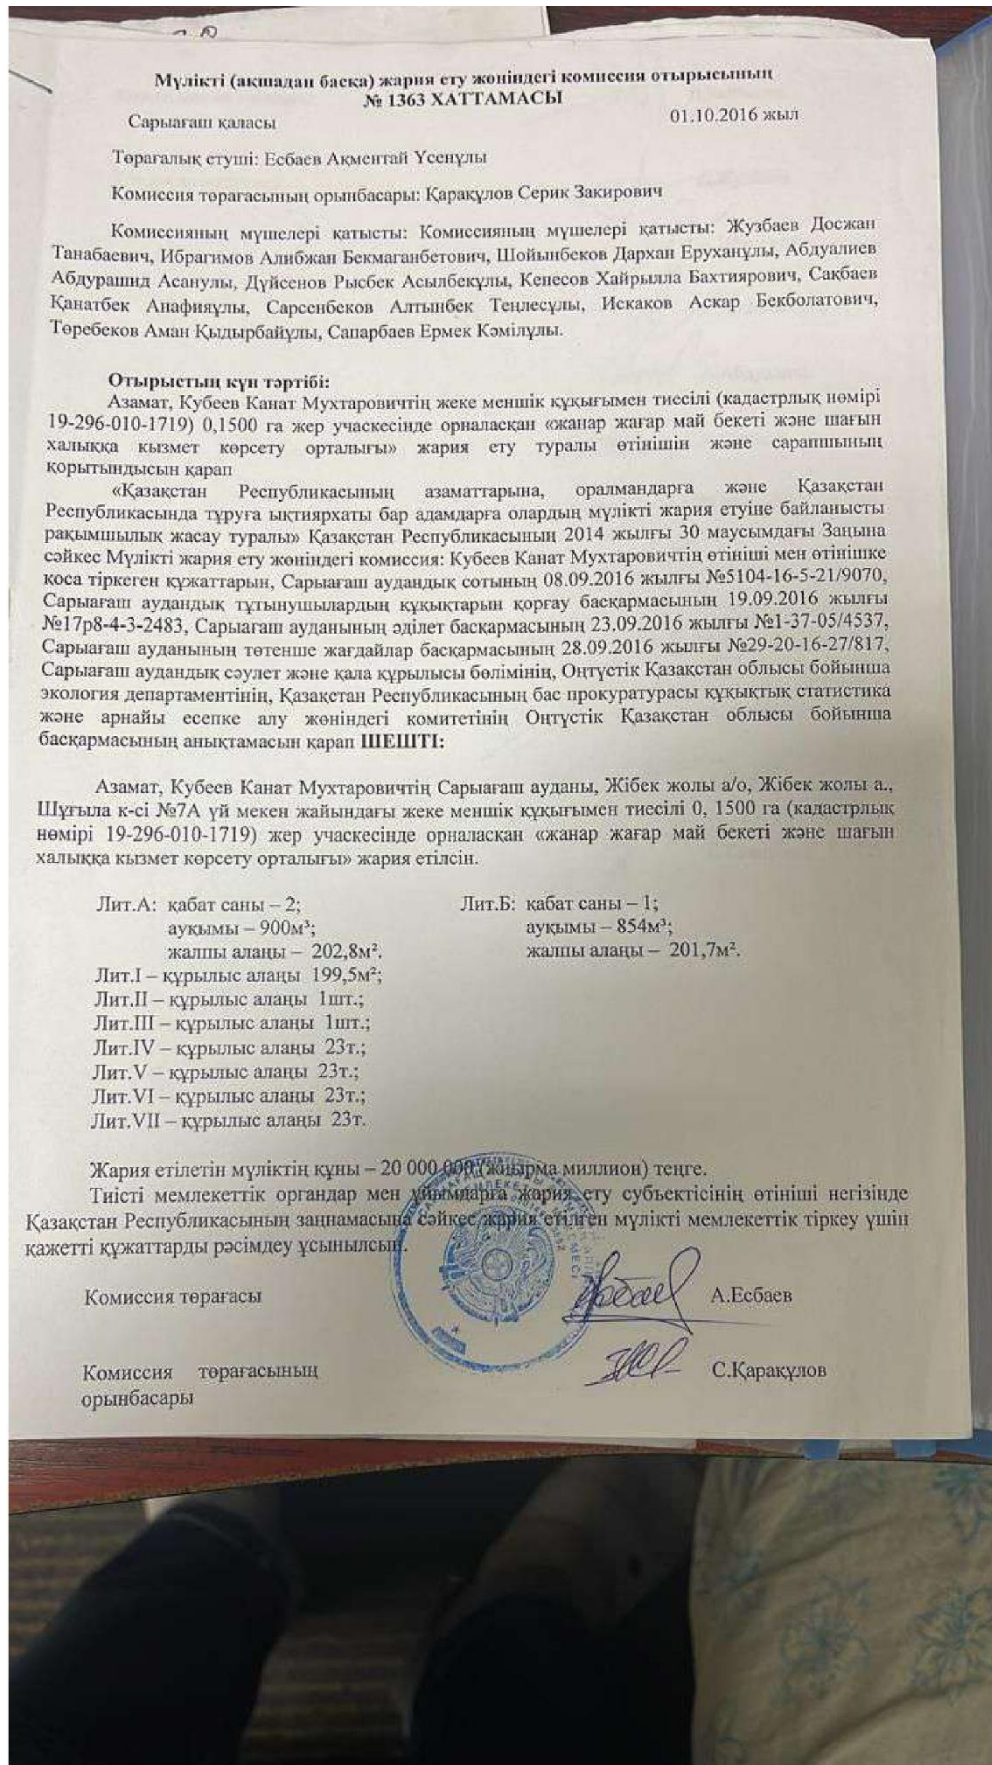 Мүлікті (ақшадан басқа) жария ету жөніндегі комиссия отырысының
№ 1363 ХАТТАМАСЫ
Сарыағаш қаласы 01.10.2016 жыл
Төрағалық етуші: Есбаев Ақментай Үсенұлы
Комиссия төрағасының орынбасары: Қарақұлов Серик Закирович
Комиссияның мүшелері қатысты: Комиссияның мүшелері қатысты: Жузбаев Досжан
Танабаевич, Ибрагимов Алибжан Бекмаганбетович, Шойынбеков Дархан Еруханұлы, Абдуалиев
Абдурашид Асанулы, Дүйсенов Рысбек Асылбекұлы, Кенесов Хайрылла Бахтиярович, Сақбаев
Қанатбек Анафияұлы, Сарсенбеков Алтынбек Теңлесұлы, Искаков Аскар Бекболатович,
Төребеков Аман Қыдырбайұлы, Сапарбаев Ермек Кәмілұлы.
Отырыстың күн тәртібі:
Азамат, Кубеев Канат Мухтаровичтің жеке меншік құқығымен тиесілі (кадастрлық нөмірі
19-296-010-1719) 0,1500 га жер учаскесінде орналасқан «жанар жағар май бекеті және шағын
халыққа кызмет көрсету орталығы» жария ету туралы өтінішін және сарапшының
қорытындысын қарап
«Қазақстан Республикасының азаматтарына, оралмандарға және Қазақстан
Республикасында тұруға ықтиярхаты бар адамдарға олардың мүлікті жария етуіне байланысты
рақымшылық жасау туралы» Қазақстан Республикасының 2014 жылғы 30 маусымдағы Заңына
сәйкес Мүлікті жария ету жөніндегі комиссия: Кубеев Канат Мухтаровичтің өтініші мен өтінішке
қоса тіркеген құжаттарын, Сарыағаш аудандық сотының 08.09.2016 жылғы №5104-16-5-21/9070,
Сарыағаш аудандық тұтынушылардың құқықтарын қорғау басқармасының 19.09.2016 жылғы
№17р8-4-3-2483, Сарыағаш ауданының әділет басқармасының 23.09.2016 жылғы №1-37-05/4537,
Сарыағаш ауданының төтенше жағдайлар басқармасының 28.09.2016 жылғы №29-20-16-27/817,
Сарыағаш аудандық сәулет және қала құрылысы бөлімінің, Оңтүстік Қазақстан облысы бойынша
экология департаментінің, Қазақстан Республикасының бас прокуратурасы құқықтық статистика
және арнайы есепке алу жөніндегі комитетінің Оңтүстік Қазақстан облысы бойынша
басқармасының анықтамасын қарап ШЕШТІ:
Азамат, Кубеев Канат Мухтаровичтің Сарыағаш ауданы, Жібек жолы а/о, Жібек жолы а.,
Шұғыла к-сі №7А үй мекен жайындағы жеке меншік құқығымен тиесілі 0, 1500 га (кадастрлық
нөмірі 19-296-010-1719) жер учаскесінде орналасқан «жанар жағар май бекеті және шағын
халыққа кызмет көрсету орталығы» жария етілсін.
Лит.А: қабат саны – 2; Лит.Б: қабат саны – 1;
ауқымы – 900м³; ауқымы – 854м³;
жалпы алаңы – 202,8м². жалпы алаңы – 201,7м².
Лит.І – құрылыс алаңы 199,5м²;
Лит.ІІ – құрылыс алаңы 1шт.;
Лит.ІІІ – құрылыс алаңы 1шт.;
Лит.IV – құрылыс алаңы 23т.;
Лит.V – құрылыс алаңы 23т.;
Лит.VI – құрылыс алаңы 23т.;
Лит.VII – құрылыс алаңы 23т.
Жария етілетін мүліктің құны – 20 000 000 (жиырма миллион) теңге.
Тиісті мемлекеттік органдар мен ұйымдарға жария ету субъектісінің өтініші негізінде
Қазақстан Республикасының заңнамасына сәйкес жария етілген мүлікті мемлекеттік тіркеу үшін
қажетті құжаттарды рәсімдеу ұсынылсын.
Комиссия төрағасы А.Есбаев
Комиссия төрағасының С.Қарақұлов
орынбасары